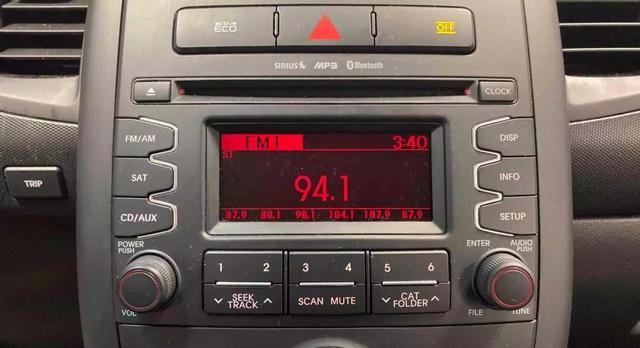 active
ECO
OFF
SIRIUS MP3 Bluetooth
CLOCK
FM/AM
FM1 3:40
DISP
ST
SAT
94.1
INFO
TRIP
CD/AUX
87.9 88.1 98.1 104.1 107.9 87.9
SETUP
POWER
PUSH
ENTER
AUDIO
PUSH
1 2 3 4 5 6
SEEK
TRACK
SCAN MUTE
CAT
FOLDER
VOL
FILE
TUNE